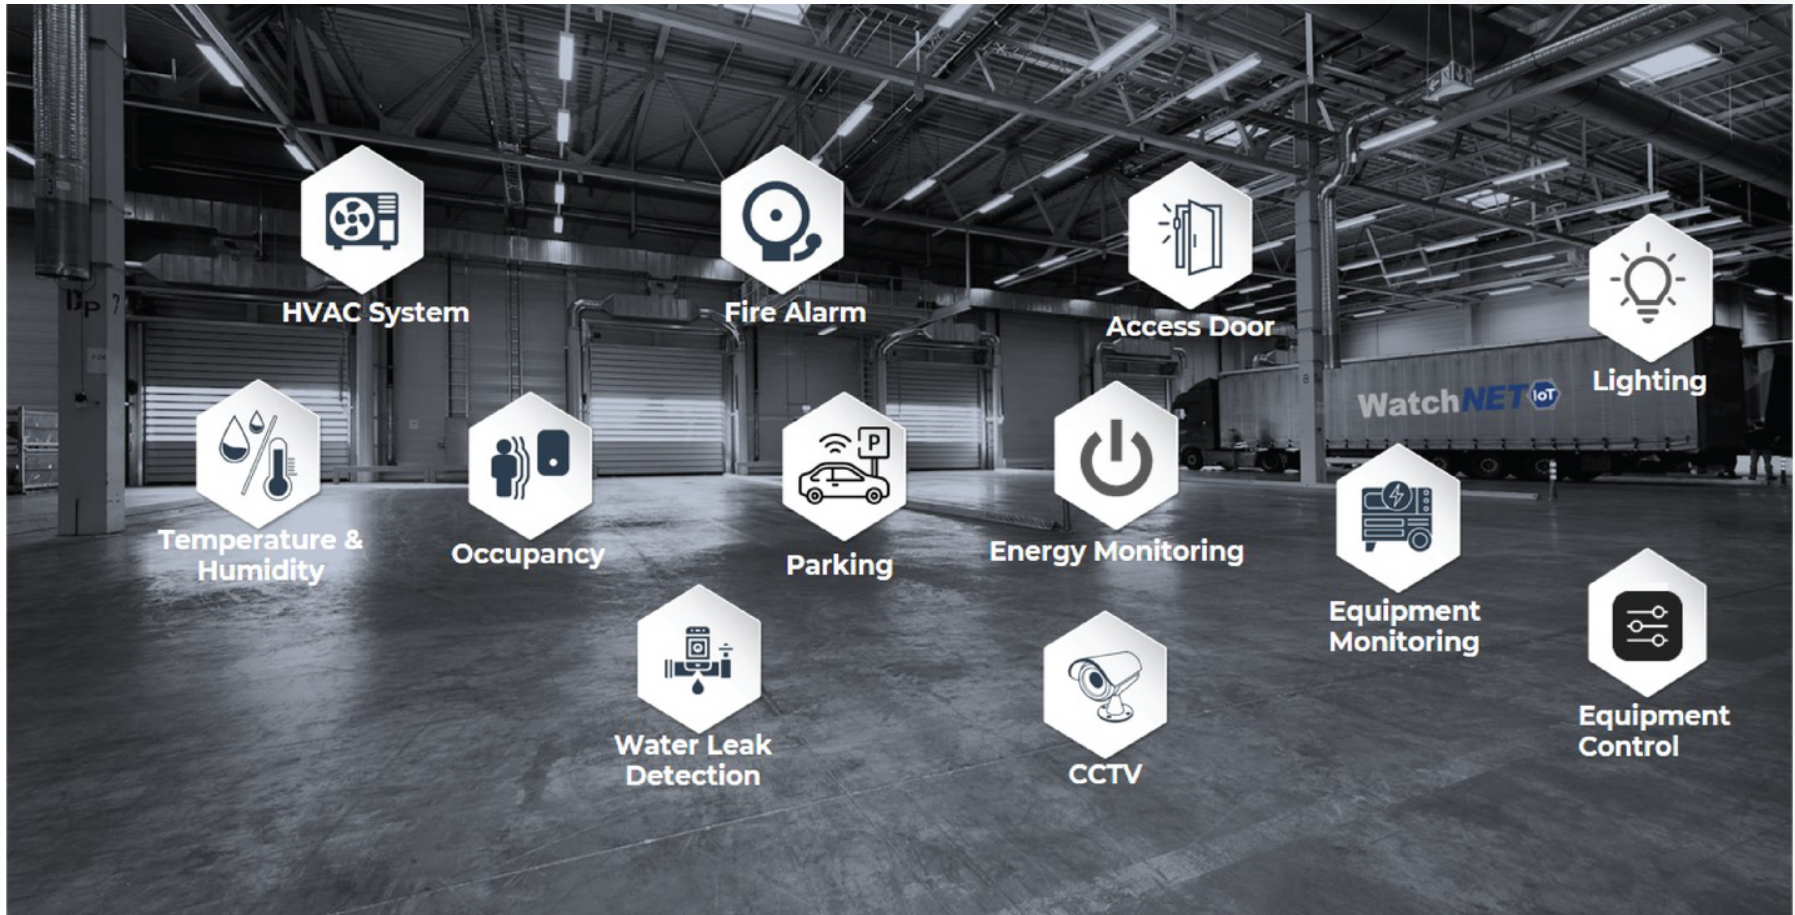 HVAC System
Fire Alarm
Access Door
Lighting
WatchNET IoT
Temperature &
Humidity
Occupancy
P
Parking
Energy Monitoring
Equipment
Monitoring
Equipment
Control
Water Leak
Detection
CCTV